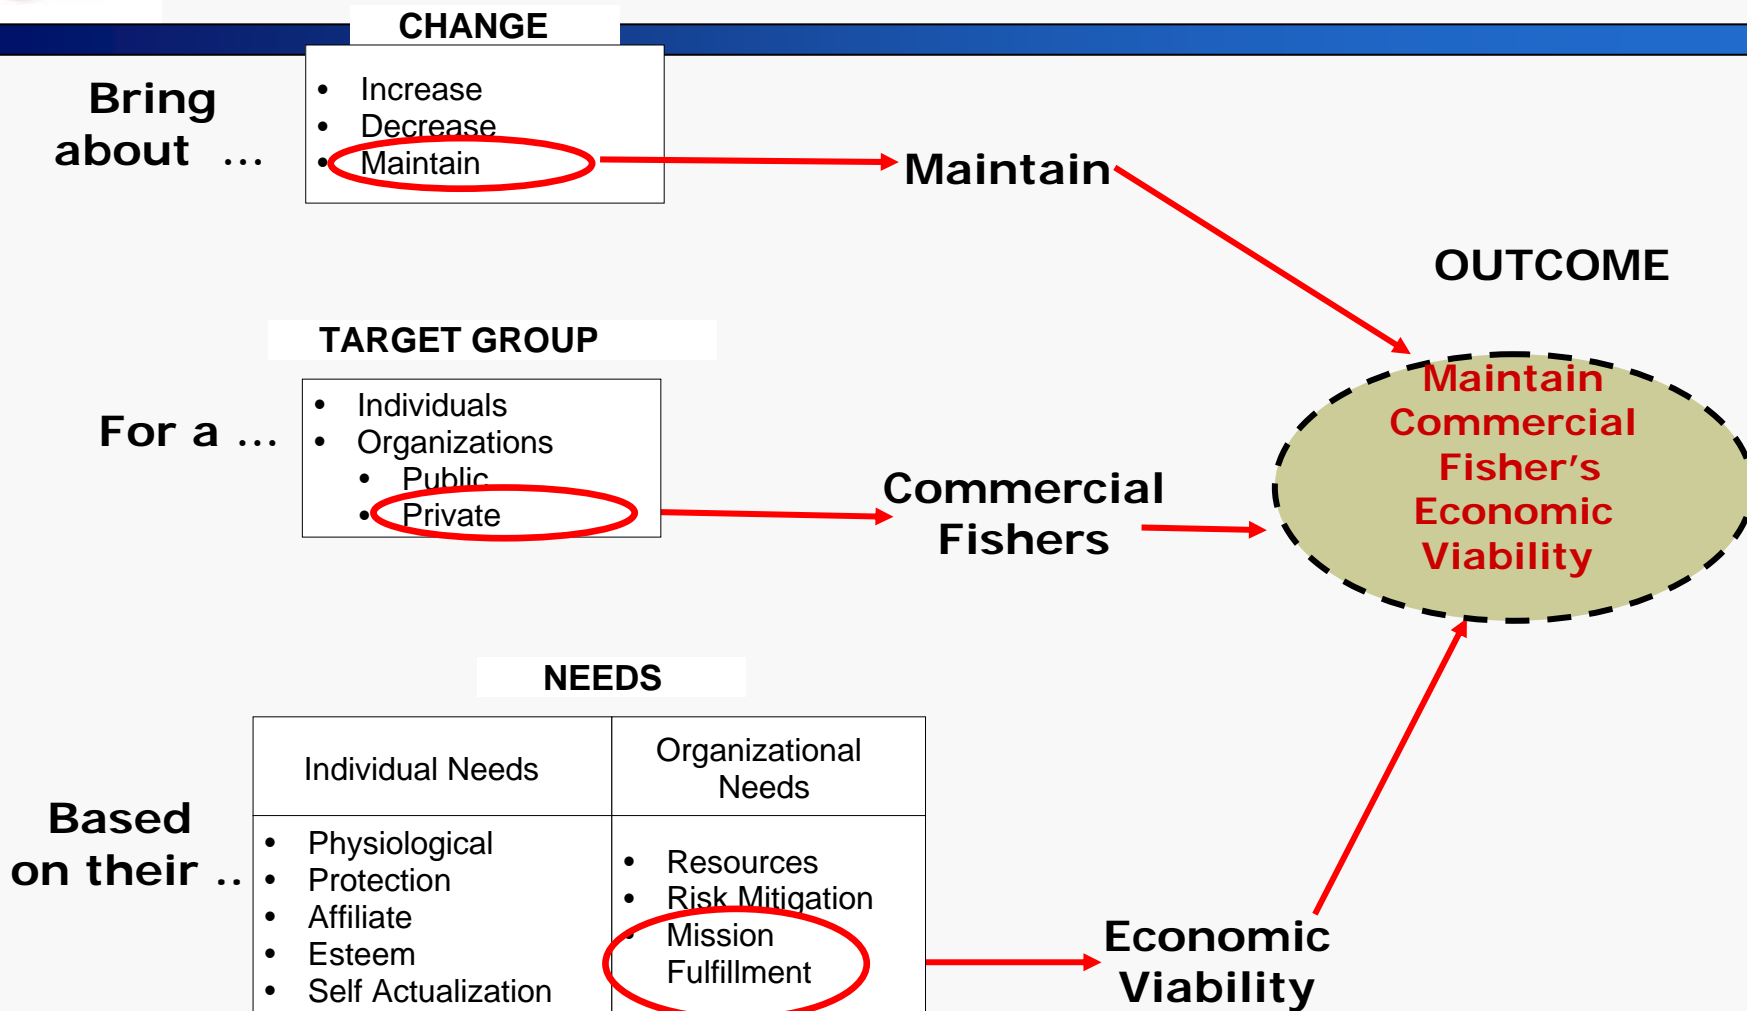 CHANGE
Bring
about …
• Increase
• Decrease
• Maintain
Maintain
OUTCOME
TARGET GROUP
For a …
• Individuals
• Organizations
• Public
• Private
Commercial
Fishers
Maintain
Commercial
Fisher’s
Economic
Viability
NEEDS
Based
on their ..
Individual Needs
• Physiological
• Protection
• Affiliate
• Esteem
• Self Actualization
Organizational
Needs
• Resources
• Risk Mitigation
• Mission
Fulfillment
Economic
Viability